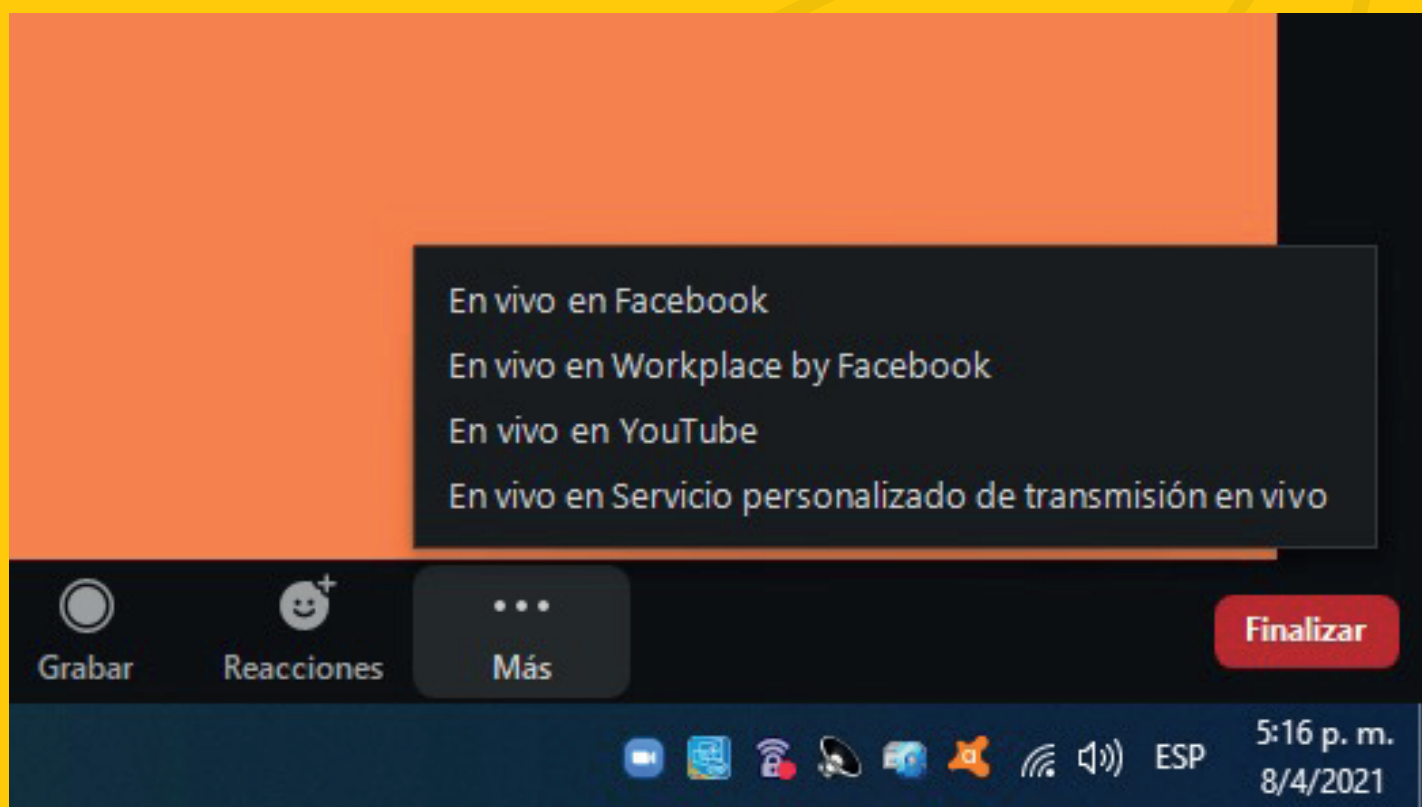 En vivo en Facebook
En vivo en Workplace by Facebook
En vivo en YouTube
En vivo en Servicio personalizado de transmisión en vivo
Grabar
Reacciones
Más
Finalizar
ESP
5:16 p. m.
8/4/2021